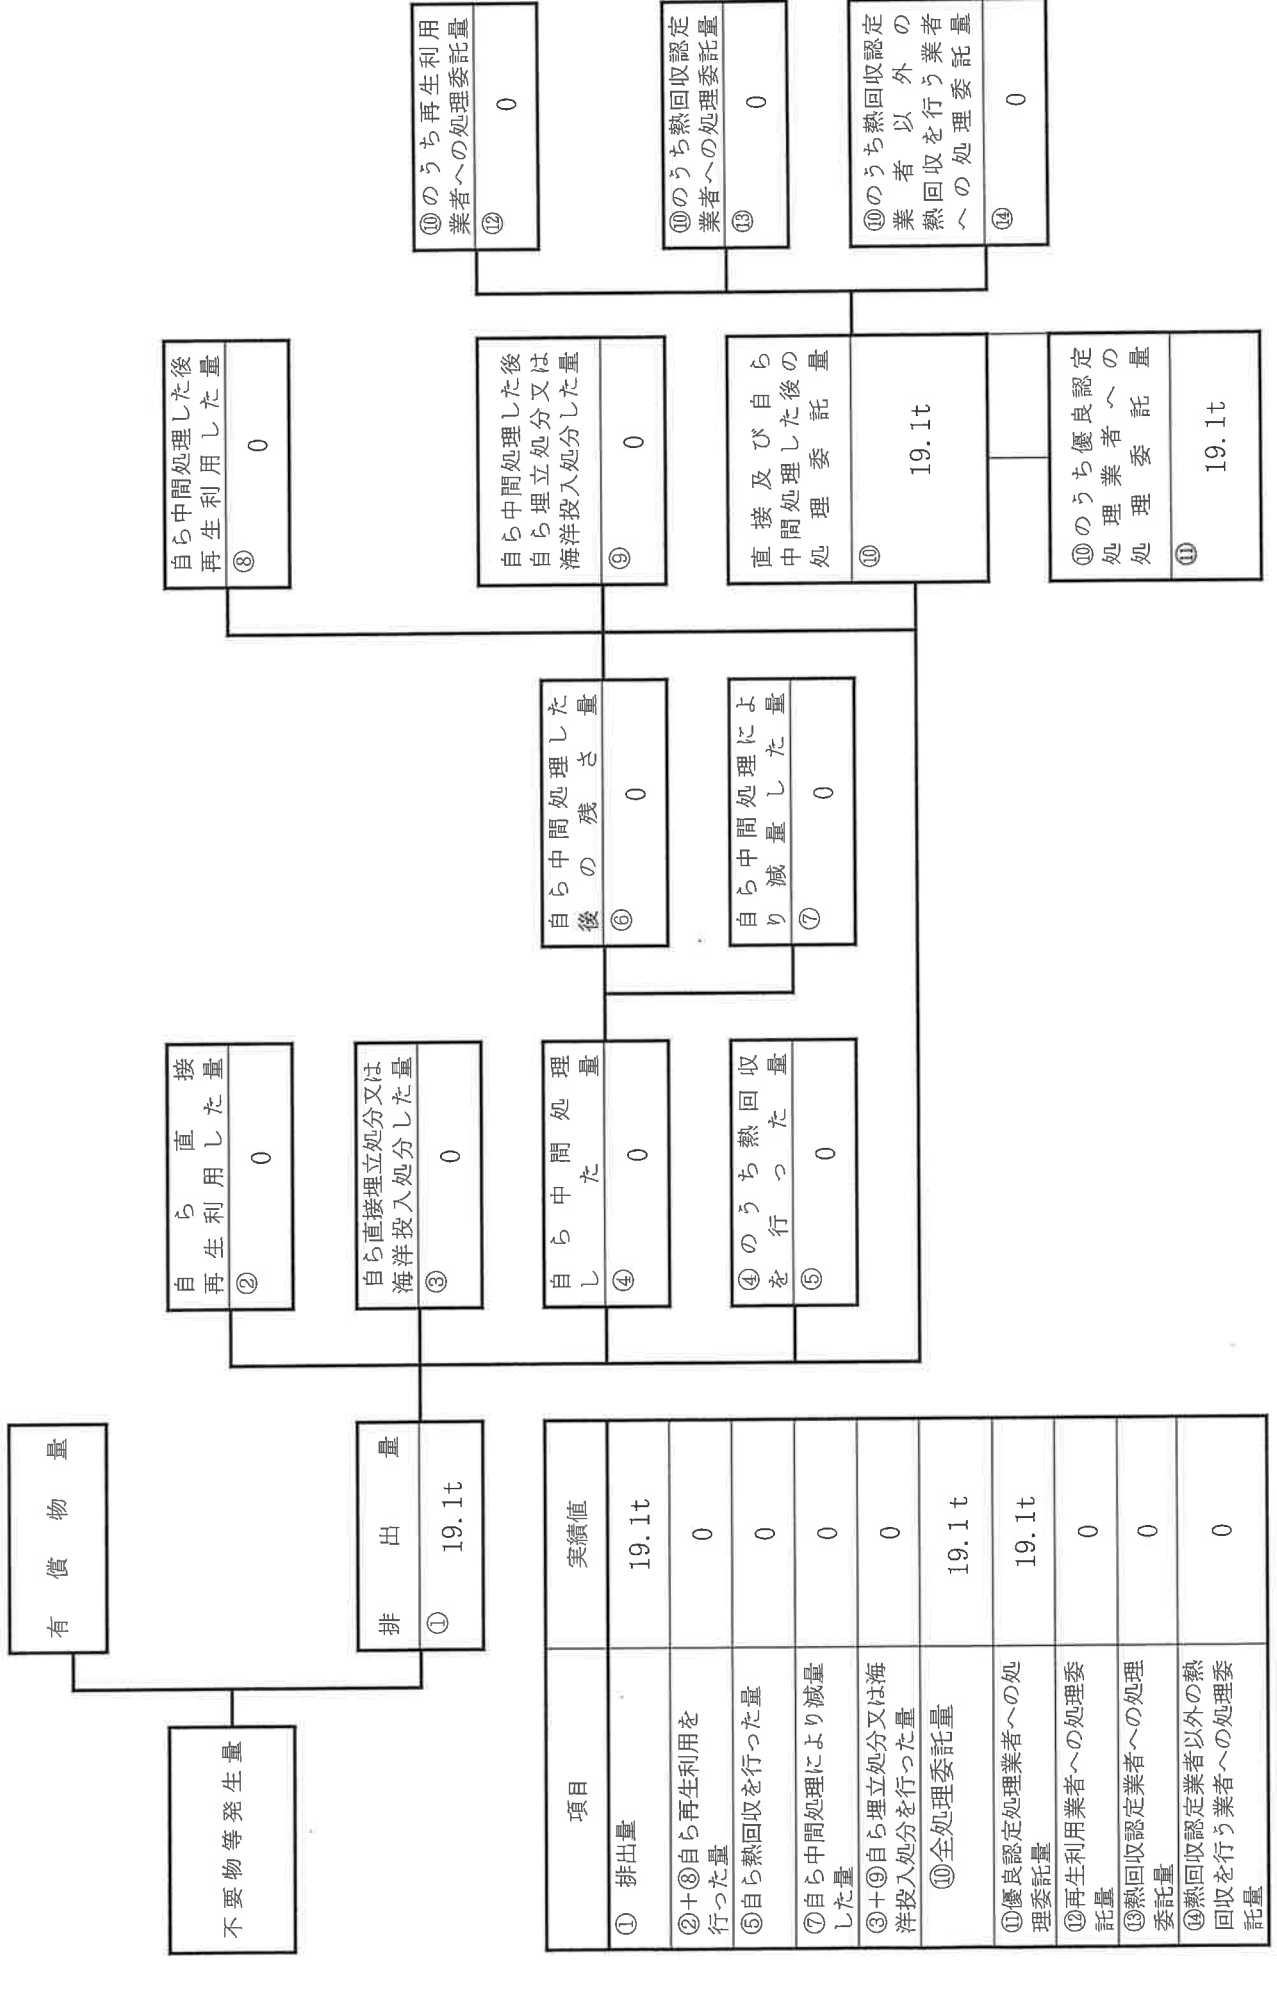 不要物等発生量
有償物量
排出量
①
19.1t
自ら直接
再生利用した量
②
0
自ら直接埋立処分又は
海洋投入処分した量
③
0
自ら中間処理
した量
④
0
④のうち熱回収
を行った量
⑤
0
自ら中間処理した
後の残さ量
⑥
0
自ら中間処理によ
り減量した量
⑦
0
自ら中間処理した後
再生利用した量
⑧
0
自ら中間処理した後
自ら埋立処分又は
海洋投入処分した量
⑨
0
直接及び自ら
中間処理した後の
処理委託量
⑩
19.1t
⑩のうち優良認定
処理業者への
処理委託量
⑪
19.1t
⑩のうち再生利用
業者への処理委託量
⑫
0
⑩のうち熱回収認定
業者への処理委託量
⑬
0
⑩のうち熱回収認定
業者以外の
熱回収を行う業者
への処理委託量
⑭
0
項目 実績値
① 排出量 19.1t
②+⑧自ら再生利用を
行った量 0
⑤自ら熱回収を行った量 0
⑦自ら中間処理により減量
した量 0
③+⑨自ら埋立処分又は海
洋投入処分を行った量 0
⑩全処理委託量 19.1t
⑪優良認定処理業者への処
理委託量 19.1t
⑫再生利用業者への処理委
託量 0
⑬熱回収認定業者への処理
委託量 0
⑭熱回収認定業者以外の熱
回収を行う業者への処理委
託量 0